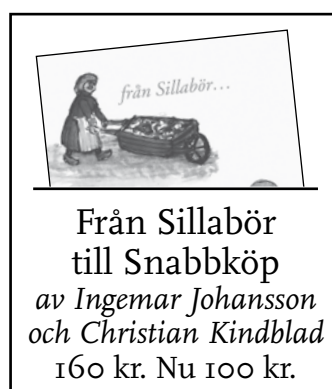 från Sillabör...
Från Sillabör
till Snabbköp
av Ingemar Johansson
och Christian Kindblad
160 kr. Nu 100 kr.